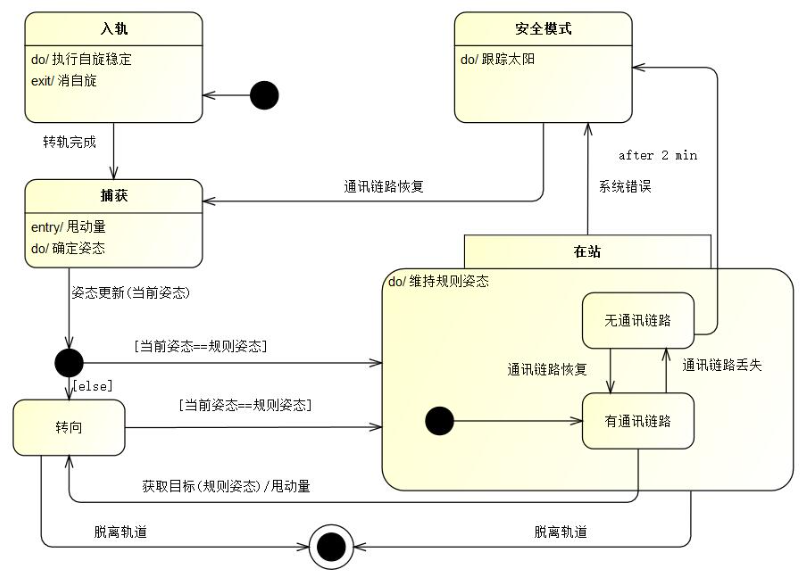 入轨
do/ 执行自旋稳定
exit/ 消自旋
安全模式
do/ 跟踪太阳
转轨完成
after 2 min
通讯链路恢复
系统错误
捕获
entry/ 甩动量
do/ 确定姿态
在站
do/ 维持规则姿态
姿态更新(当前姿态)
无通讯链路
[当前姿态==规则姿态]
通讯链路恢复
通讯链路丢失
[else]
[当前姿态==规则姿态]
转向
有通讯链路
获取目标(规则姿态)/甩动量
脱离轨道
脱离轨道